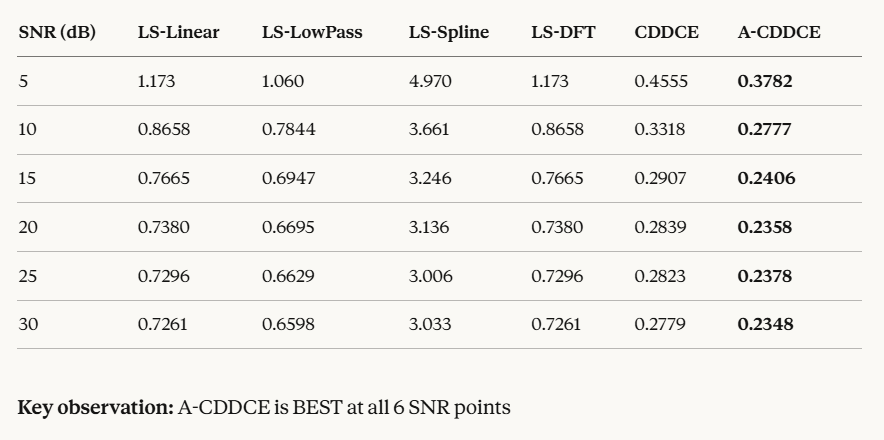 SNR (dB) LS-Linear LS-LowPass LS-Spline LS-DFT CDDCE A-CDDCE
5 1.173 1.060 4.970 1.173 0.4555 0.3782
10 0.8658 0.7844 3.661 0.8658 0.3318 0.2777
15 0.7665 0.6947 3.246 0.7665 0.2907 0.2406
20 0.7380 0.6695 3.136 0.7380 0.2839 0.2358
25 0.7296 0.6629 3.006 0.7296 0.2823 0.2378
30 0.7261 0.6598 3.033 0.7261 0.2779 0.2348
Key observation: A-CDDCE is BEST at all 6 SNR points